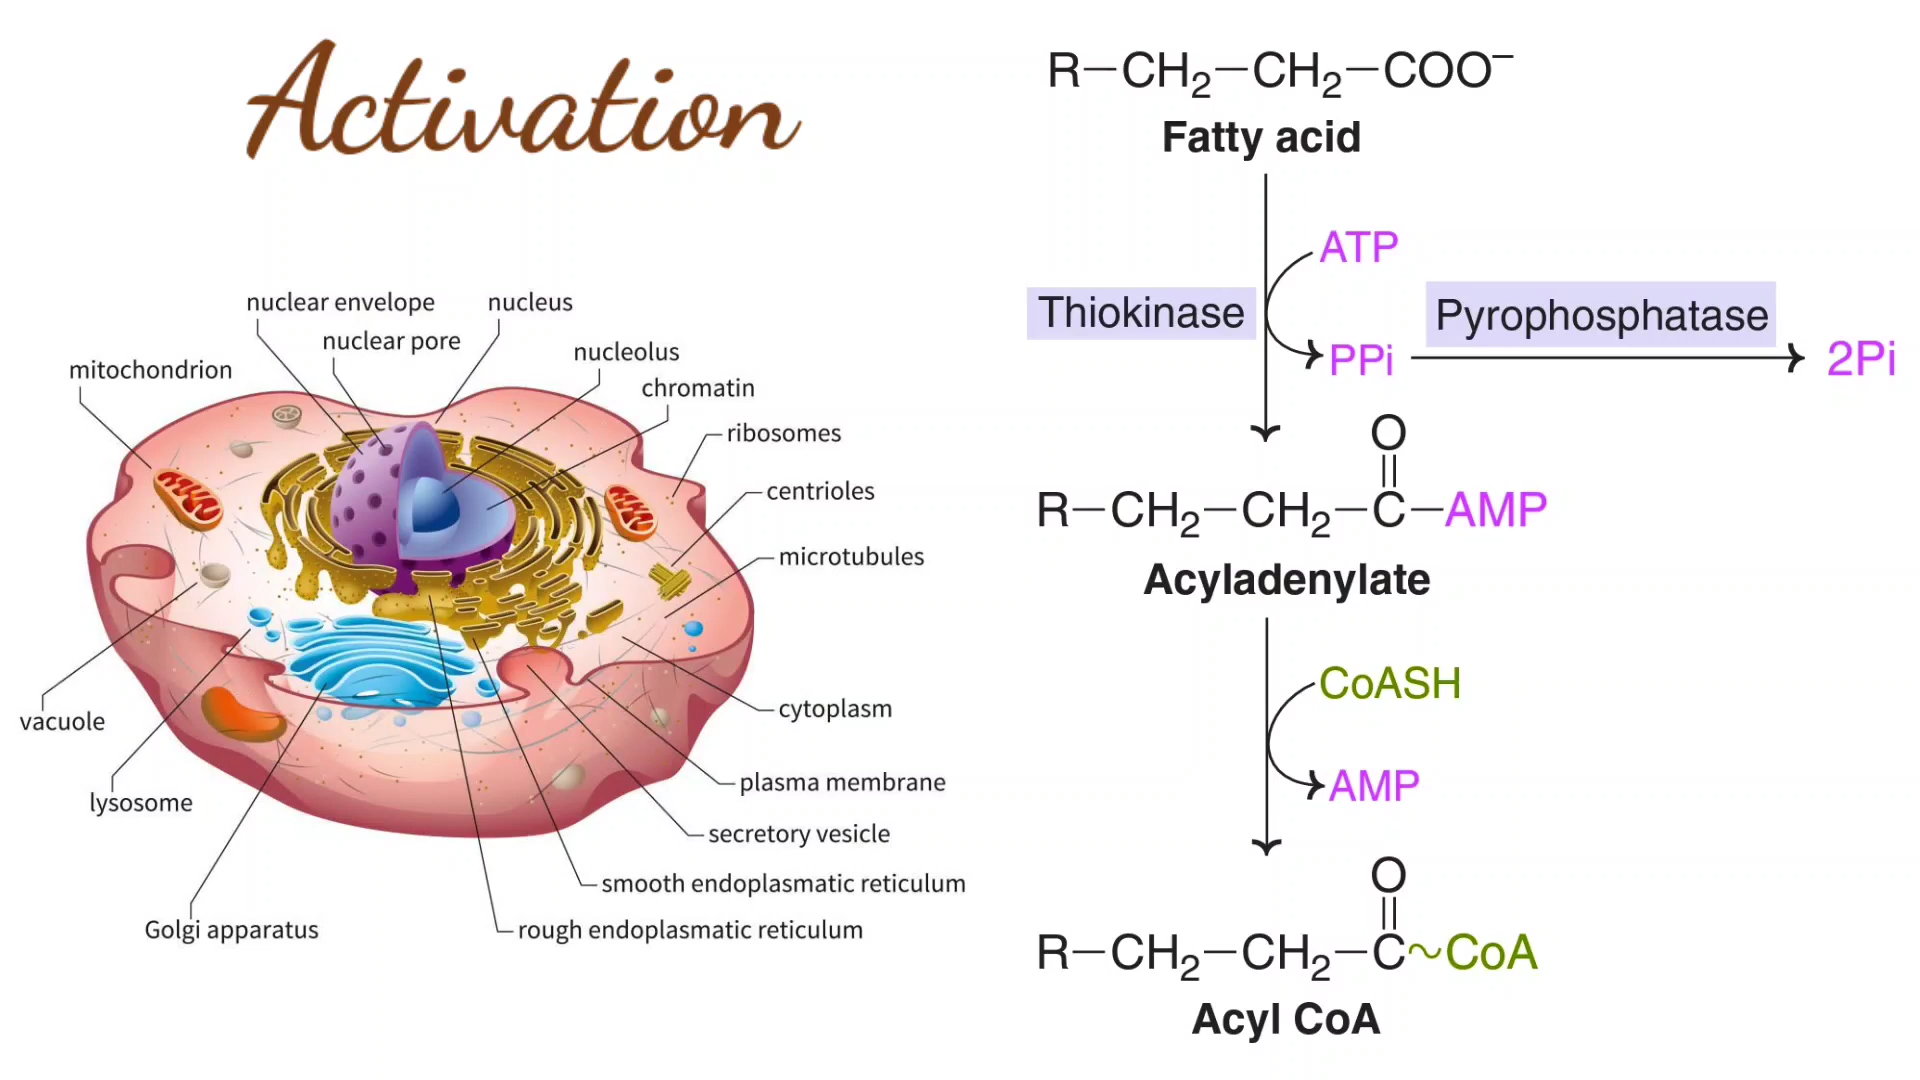 Activation
nuclear envelope
nucleus
nuclear pore
nucleolus
mitochondrion
chromatin
ribosomes
centrioles
microtubules
vacuole
cytoplasm
lysosome
plasma membrane
secretory vesicle
smooth endoplasmatic reticulum
Golgi apparatus
rough endoplasmatic reticulum
R—CH₂—CH₂—COO⁻
Fatty acid
ATP
Thiokinase
Pyrophosphatase
PPi
2Pi
O
R—CH₂—CH₂—C—AMP
Acyladenylate
CoASH
AMP
O
R—CH₂—CH₂—C~CoA
Acyl CoA